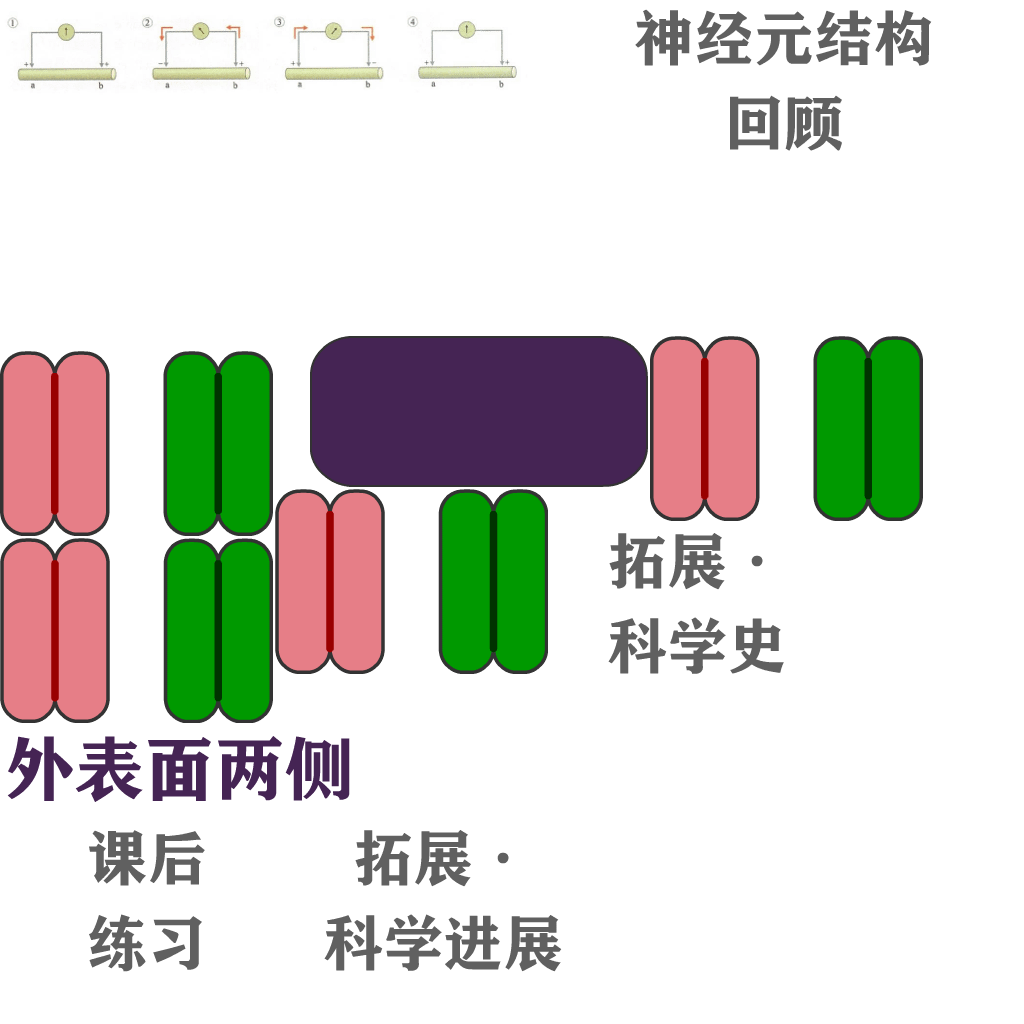 ① ② ③ ④
+ + − + + − + +
a b a b a b a b
神经元结构
回顾
拓展·
科学史
外表面两侧
课后
练习
拓展·
科学进展